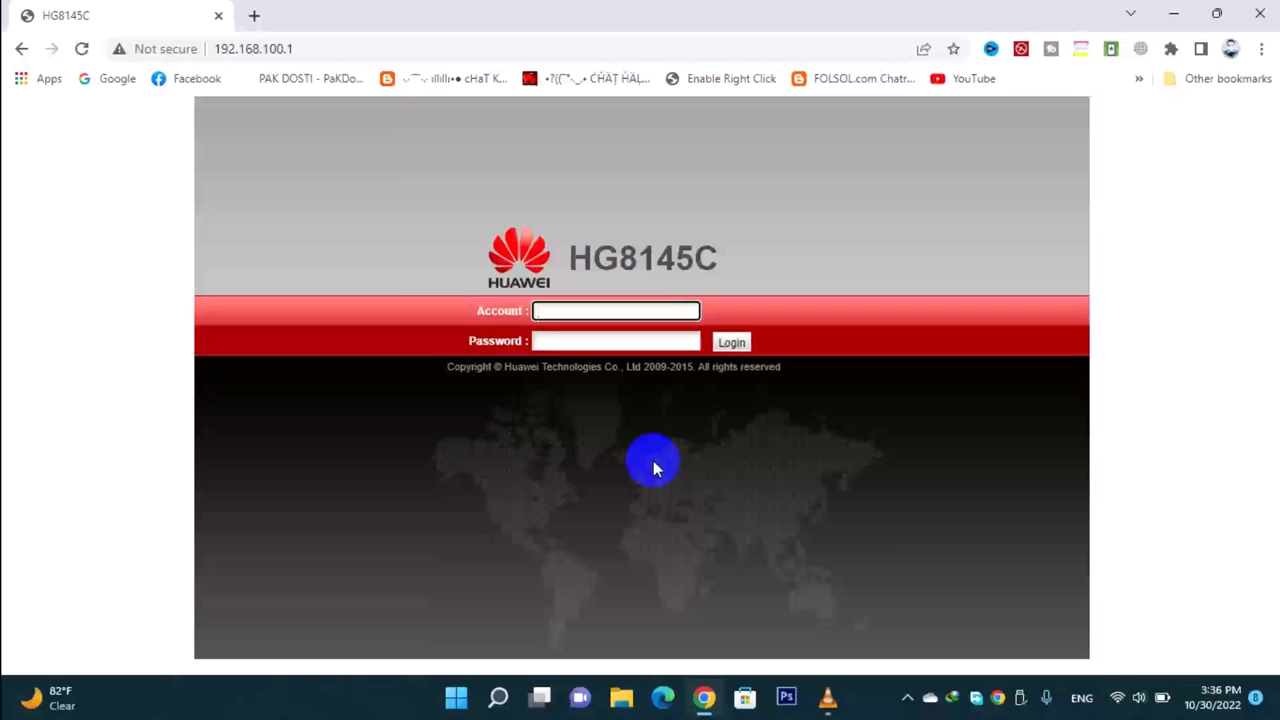 HG8145C
Not secure 192.168.100.1
Apps Google Facebook PAK DOSTI - PaKDo... cHaT K... Enable Right Click FOLSOL.com Chatr... YouTube » Other bookmarks
HUAWEI
HG8145C
Account :
Password : Login
Copyright © Huawei Technologies Co., Ltd 2009-2015. All rights reserved
82°F
Clear
Ps
ENG
3:36 PM
10/30/2022
8